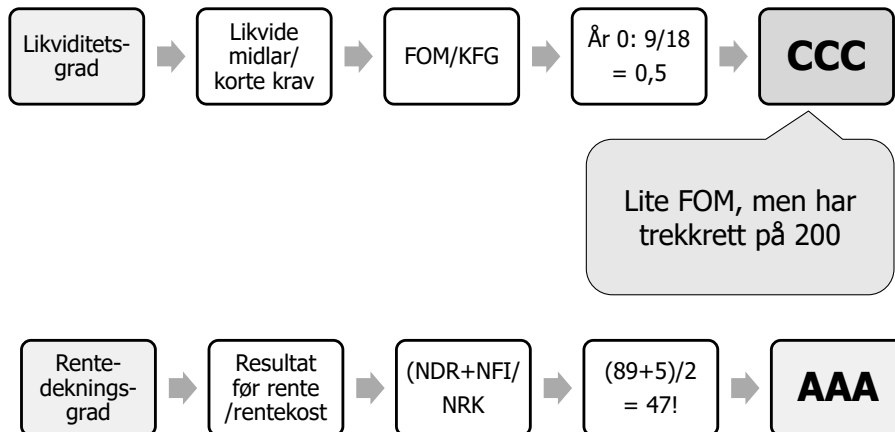 Likviditets-
grad
Likvide
midlar/
korte krav
FOM/KFG
År 0: 9/18
= 0,5
CCC
Lite FOM, men har
trekkrett på 200
Rente-
deknings-
grad
Resultat
før rente
/rentekost
(NDR+NFI/
NRK
(89+5)/2
= 47!
AAA